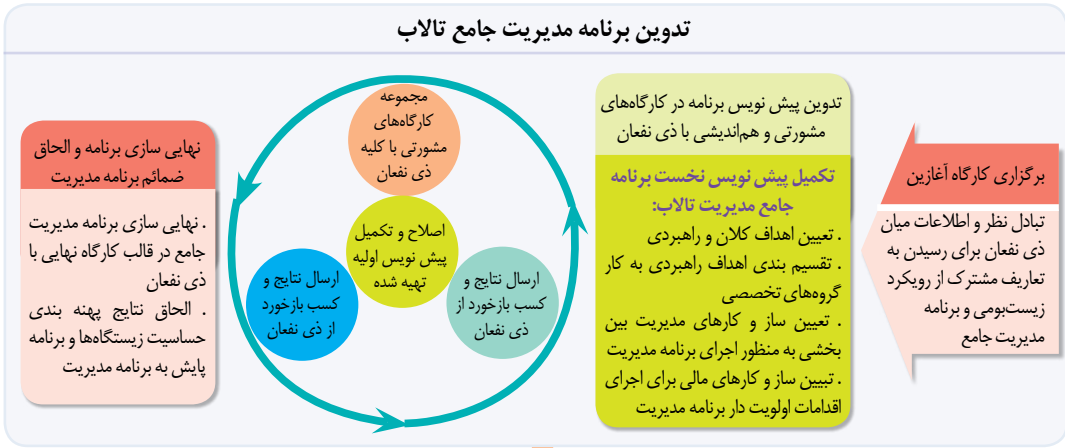 تدوین برنامه مدیریت جامع تالاب
برگزاری کارگاه آغازین
تبادل نظر و اطلاعات میان
ذی نفعان برای رسیدن به
تعاریف مشترک از رویکرد
زیست‌بومی و برنامه
مدیریت جامع
تدوین پیش نویس برنامه در کارگاه‌های
مشورتی و هم‌اندیشی با ذی نفعان
تکمیل پیش نویس نخست برنامه
جامع مدیریت تالاب:
. تعیین اهداف کلان و راهبردی
. تقسیم بندی اهداف راهبردی به کار
گروه‌های تخصصی
. تعیین ساز و کارهای مدیریت بین
بخشی به منظور اجرای برنامه مدیریت
. تبیین ساز و کارهای مالی برای اجرای
اقدامات اولویت دار برنامه مدیریت
مجموعه
کارگاه‌های
مشورتی با کلیه
ذی نفعان
اصلاح و تکمیل
پیش نویس اولیه
تهیه شده
ارسال نتایج و
کسب بازخورد از
ذی نفعان
ارسال نتایج و
کسب بازخورد
از ذی نفعان
نهایی سازی برنامه و الحاق
ضمائم برنامه مدیریت
. نهایی سازی برنامه مدیریت
جامع در قالب کارگاه نهایی با
ذی نفعان
. الحاق نتایج پهنه بندی
حساسیت زیستگاه‌ها و برنامه
پایش به برنامه مدیریت